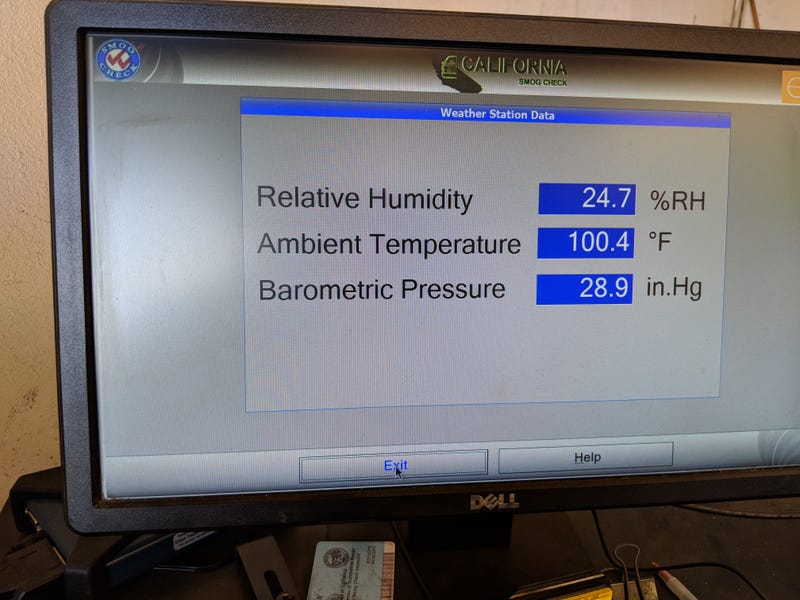 SMOG
CHECK
CALIFORNIA
SMOG CHECK
Weather Station Data
Relative Humidity 24.7 %RH
Ambient Temperature 100.4 °F
Barometric Pressure 28.9 in.Hg
Exit
Help
DELL